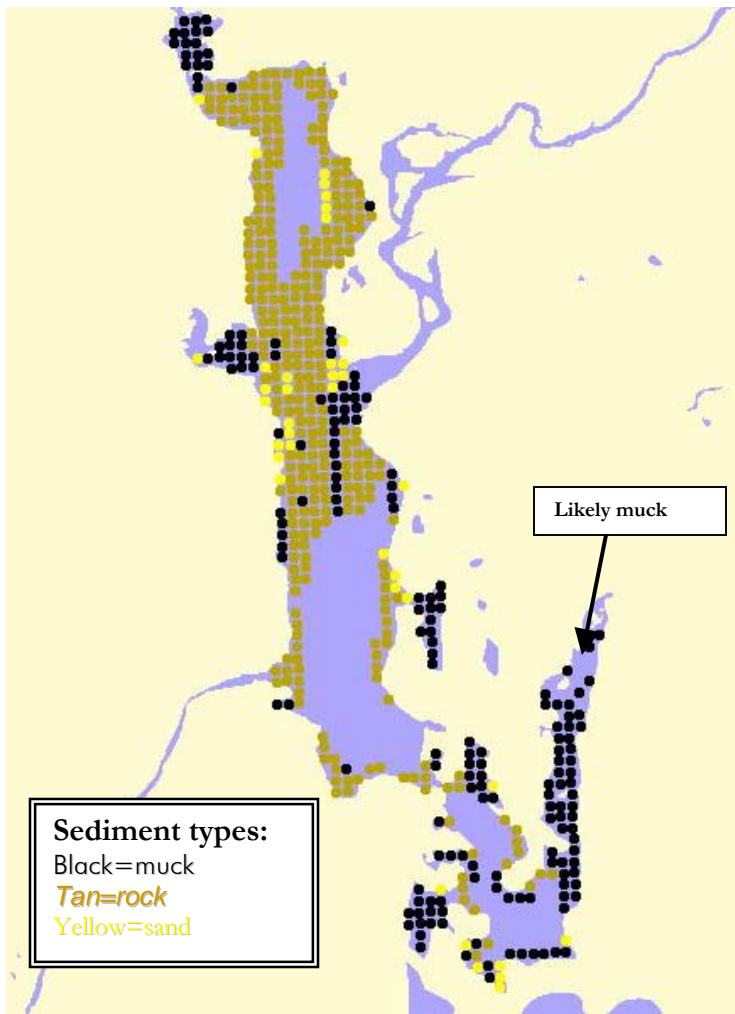 Likely muck
Sediment types:
Black=muck
Tan=rock
Yellow=sand